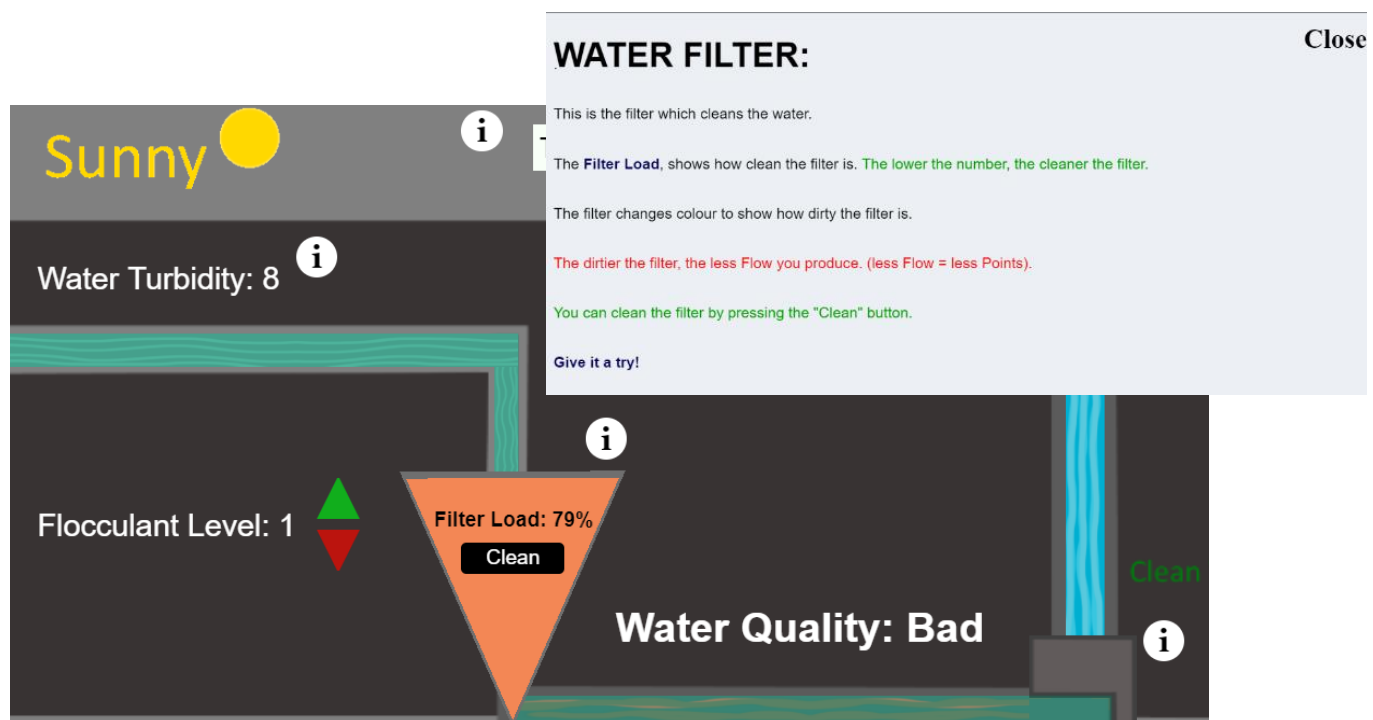 Close
WATER FILTER:
This is the filter which cleans the water.
Sunny
i
The Filter Load, shows how clean the filter is. The lower the number, the cleaner the filter.
The filter changes colour to show how dirty the filter is.
Water Turbidity: 8
i
The dirtier the filter, the less Flow you produce. (less Flow = less Points).
You can clean the filter by pressing the "Clean" button.
Give it a try!
i
Flocculant Level: 1
Filter Load: 79%
Clean
Clean
Water Quality: Bad
i